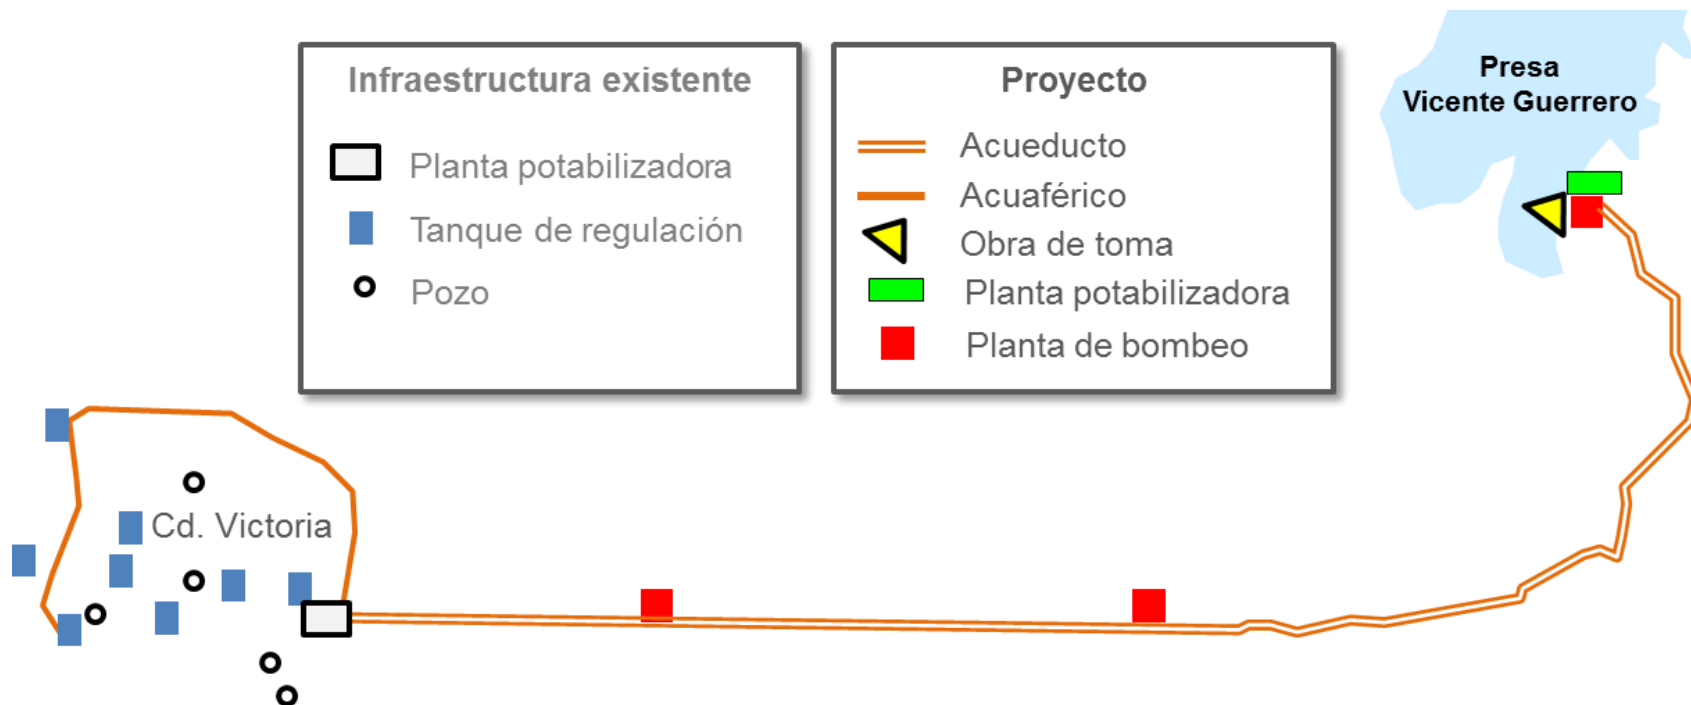 Infraestructura existente
Planta potabilizadora
Tanque de regulación
Pozo
Proyecto
Acueducto
Acuaférico
Obra de toma
Planta potabilizadora
Planta de bombeo
Presa
Vicente Guerrero
Cd. Victoria